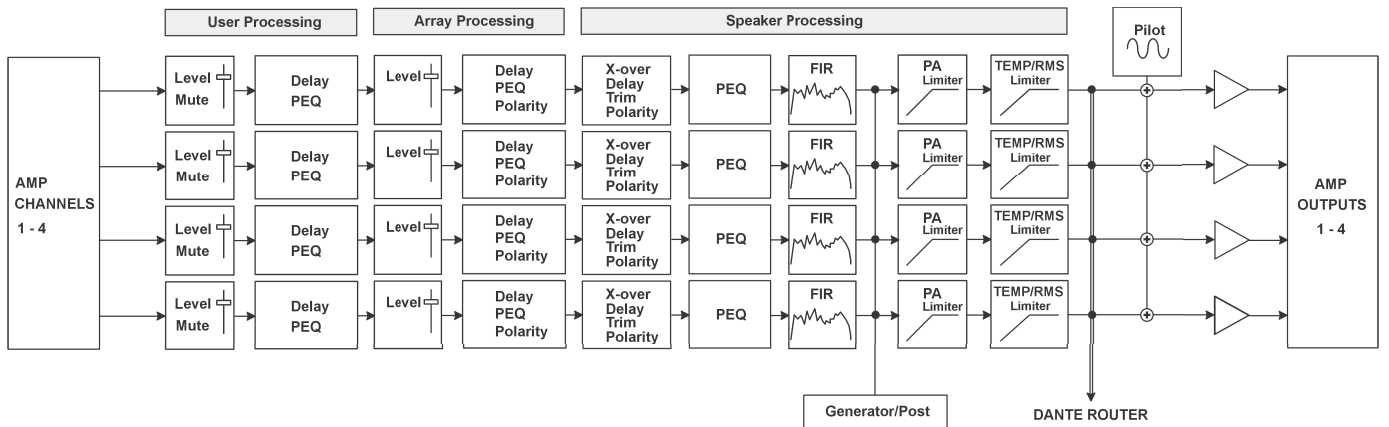 User Processing
Array Processing
Speaker Processing
Pilot
AMP
CHANNELS
1 - 4
Level
Mute
Delay
PEQ
Level
Delay
PEQ
Polarity
X-over
Delay
Trim
Polarity
PEQ
FIR
PA
Limiter
TEMP/RMS
Limiter
Level
Mute
Delay
PEQ
Level
Delay
PEQ
Polarity
X-over
Delay
Trim
Polarity
PEQ
FIR
PA
Limiter
TEMP/RMS
Limiter
Level
Mute
Delay
PEQ
Level
Delay
PEQ
Polarity
X-over
Delay
Trim
Polarity
PEQ
FIR
PA
Limiter
TEMP/RMS
Limiter
Level
Mute
Delay
PEQ
Level
Delay
PEQ
Polarity
X-over
Delay
Trim
Polarity
PEQ
FIR
PA
Limiter
TEMP/RMS
Limiter
AMP
OUTPUTS
1 - 4
Generator/Post
DANTE ROUTER